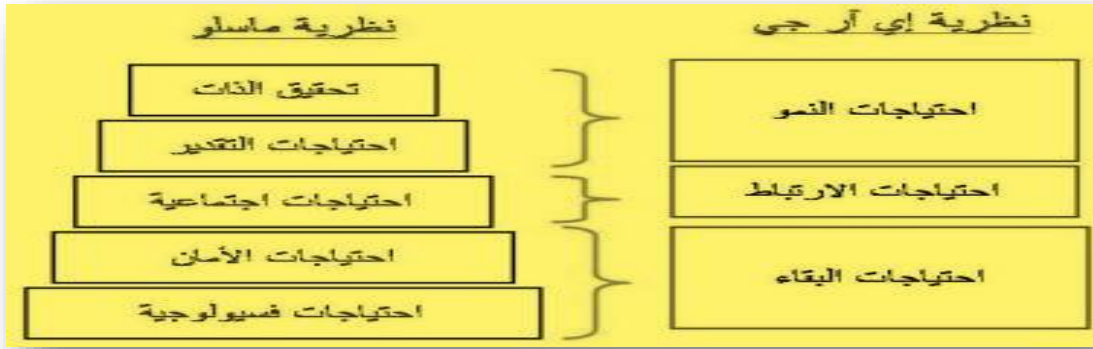 نظرية إي آر جي
نظرية ماسلو
احتياجات النمو
احتياجات الارتباط
احتياجات البقاء
تحقيق الذات
احتياجات التقدير
احتياجات اجتماعية
احتياجات الأمان
احتياجات فسيولوجية